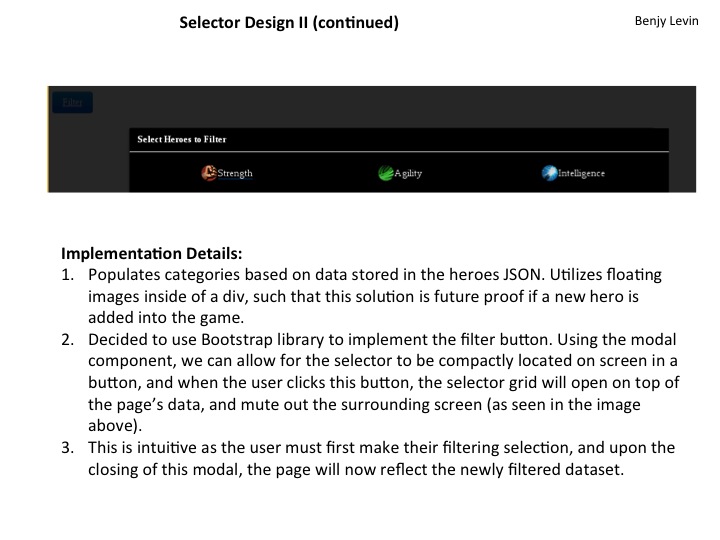 Selector Design II (continued)
Benjy Levin
Filter
Select Heroes to Filter
Strength Agility Intelligence
Implementation Details:
1. Populates categories based on data stored in the heroes JSON. Utilizes floating
images inside of a div, such that this solution is future proof if a new hero is
added into the game.
2. Decided to use Bootstrap library to implement the filter button. Using the modal
component, we can allow for the selector to be compactly located on screen in a
button, and when the user clicks this button, the selector grid will open on top of
the page's data, and mute out the surrounding screen (as seen in the image
above).
3. This is intuitive as the user must first make their filtering selection, and upon the
closing of this modal, the page will now reflect the newly filtered dataset.